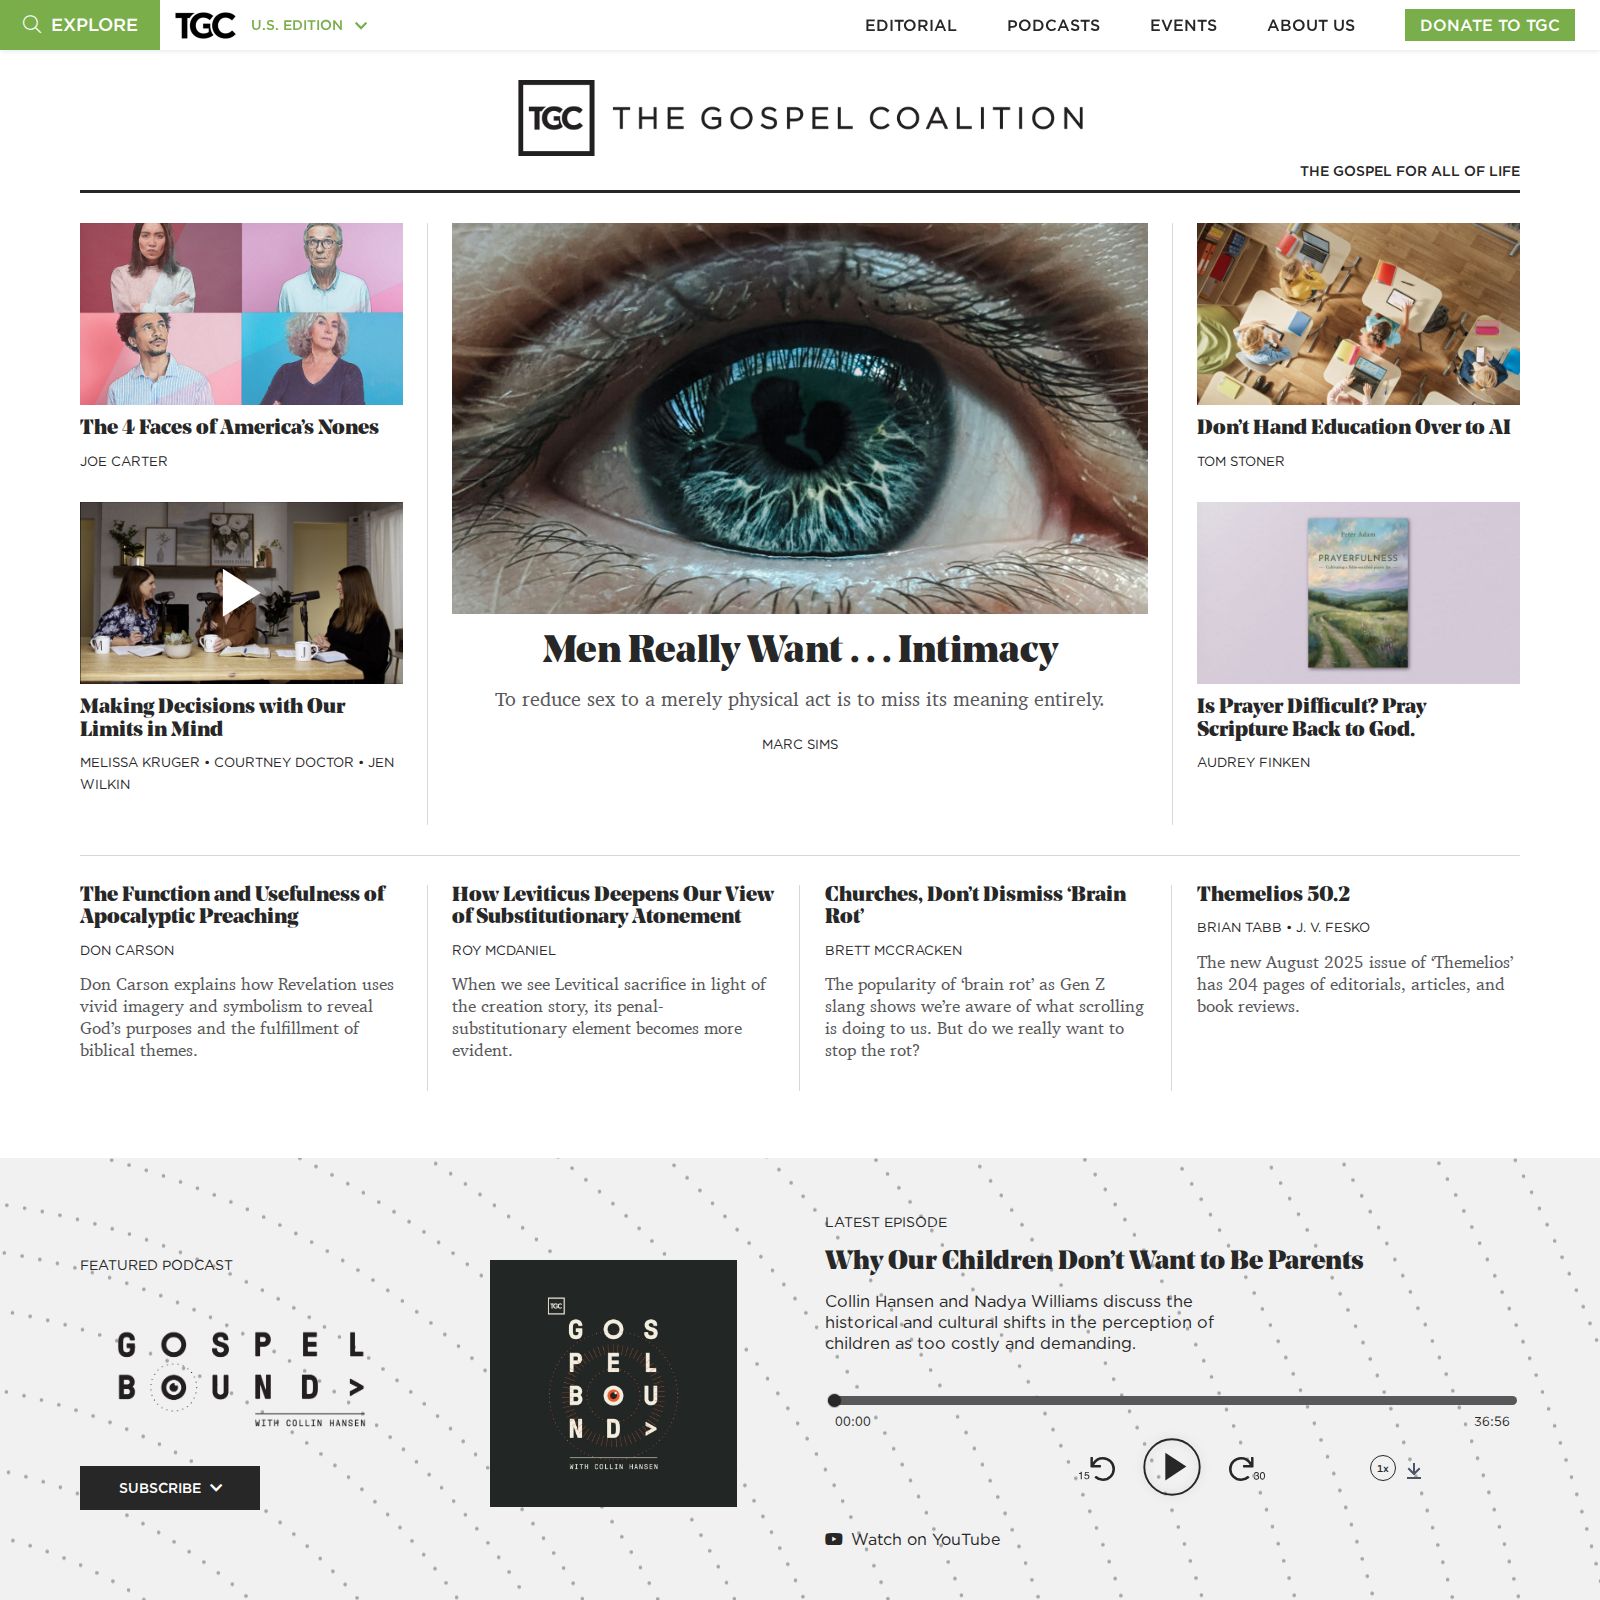 EXPLORE
TGC
U.S. EDITION
EDITORIAL
PODCASTS
EVENTS
ABOUT US
DONATE TO TGC
TGC THE GOSPEL COALITION
THE GOSPEL FOR ALL OF LIFE
The 4 Faces of America’s Nones
JOE CARTER
Making Decisions with Our
Limits in Mind
MELISSA KRUGER • COURTNEY DOCTOR • JEN
WILKIN
Men Really Want . . . Intimacy
To reduce sex to a merely physical act is to miss its meaning entirely.
MARC SIMS
Don’t Hand Education Over to AI
TOM STONER
Peter Adam
PRAYERFULNESS
Is Prayer Difficult? Pray
Scripture Back to God.
AUDREY FINKEN
The Function and Usefulness of
Apocalyptic Preaching
DON CARSON
Don Carson explains how Revelation uses
vivid imagery and symbolism to reveal
God’s purposes and the fulfillment of
biblical themes.
How Leviticus Deepens Our View
of Substitutionary Atonement
ROY MCDANIEL
When we see Levitical sacrifice in light of
the creation story, its penal-
substitutionary element becomes more
evident.
Churches, Don’t Dismiss ‘Brain
Rot’
BRETT MCCRACKEN
The popularity of ‘brain rot’ as Gen Z
slang shows we’re aware of what scrolling
is doing to us. But do we really want to
stop the rot?
Themelios 50.2
BRIAN TABB • J. V. FESKO
The new August 2025 issue of ‘Themelios’
has 204 pages of editorials, articles, and
book reviews.
FEATURED PODCAST
GOSPEL
BOUND >
WITH COLLIN HANSEN
SUBSCRIBE
TGC
GOS
PEL
BOU
ND >
WITH COLLIN HANSEN
LATEST EPISODE
Why Our Children Don’t Want to Be Parents
Collin Hansen and Nadya Williams discuss the
historical and cultural shifts in the perception of
children as too costly and demanding.
00:00
36:56
15
30
1x
Watch on YouTube